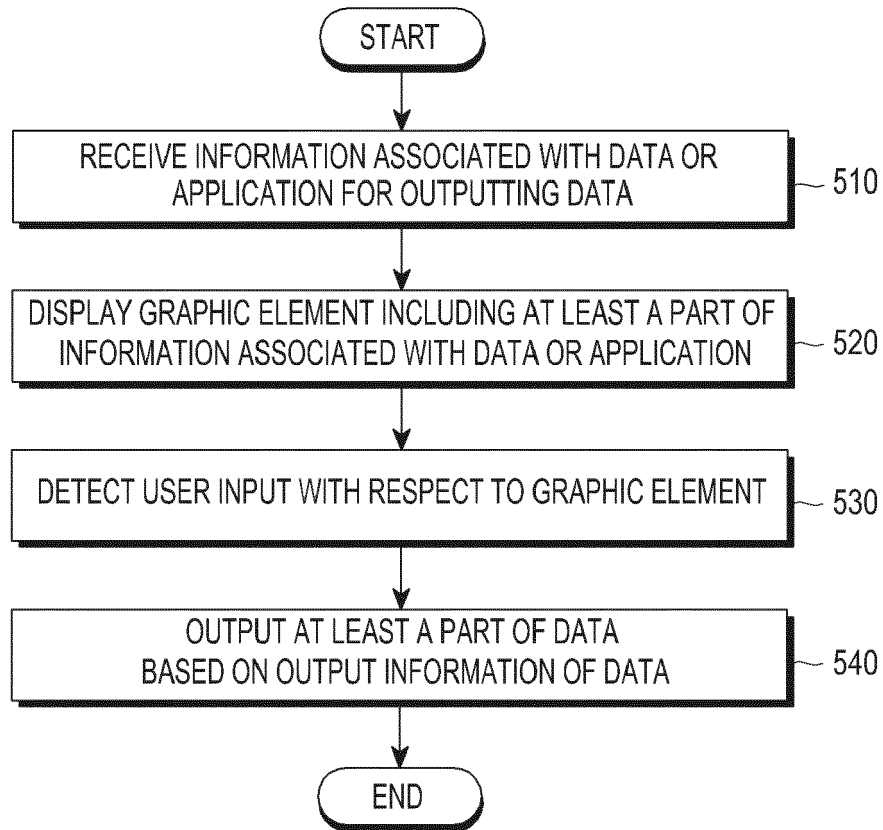 START
RECEIVE INFORMATION ASSOCIATED WITH DATA OR
APPLICATION FOR OUTPUTTING DATA
510
DISPLAY GRAPHIC ELEMENT INCLUDING AT LEAST A PART OF
INFORMATION ASSOCIATED WITH DATA OR APPLICATION
520
DETECT USER INPUT WITH RESPECT TO GRAPHIC ELEMENT
530
OUTPUT AT LEAST A PART OF DATA
BASED ON OUTPUT INFORMATION OF DATA
540
END